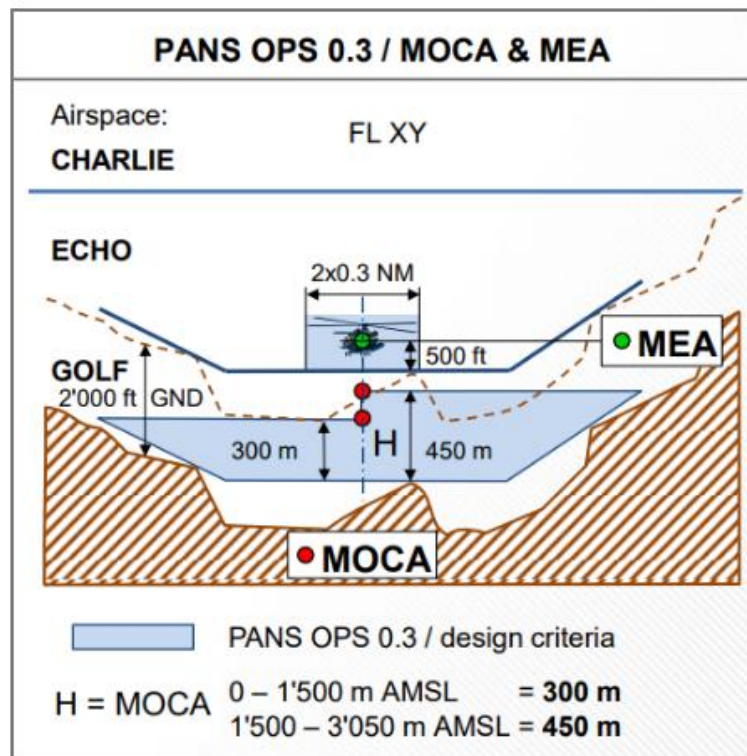 PANS OPS 0.3 / MOCA & MEA
Airspace:
FL XY
CHARLIE
ECHO
2x0.3 NM
500 ft
MEA
GOLF
2'000 ft GND
300 m
H
450 m
MOCA
PANS OPS 0.3 / design criteria
H = MOCA
0 – 1'500 m AMSL = 300 m
1'500 – 3'050 m AMSL = 450 m